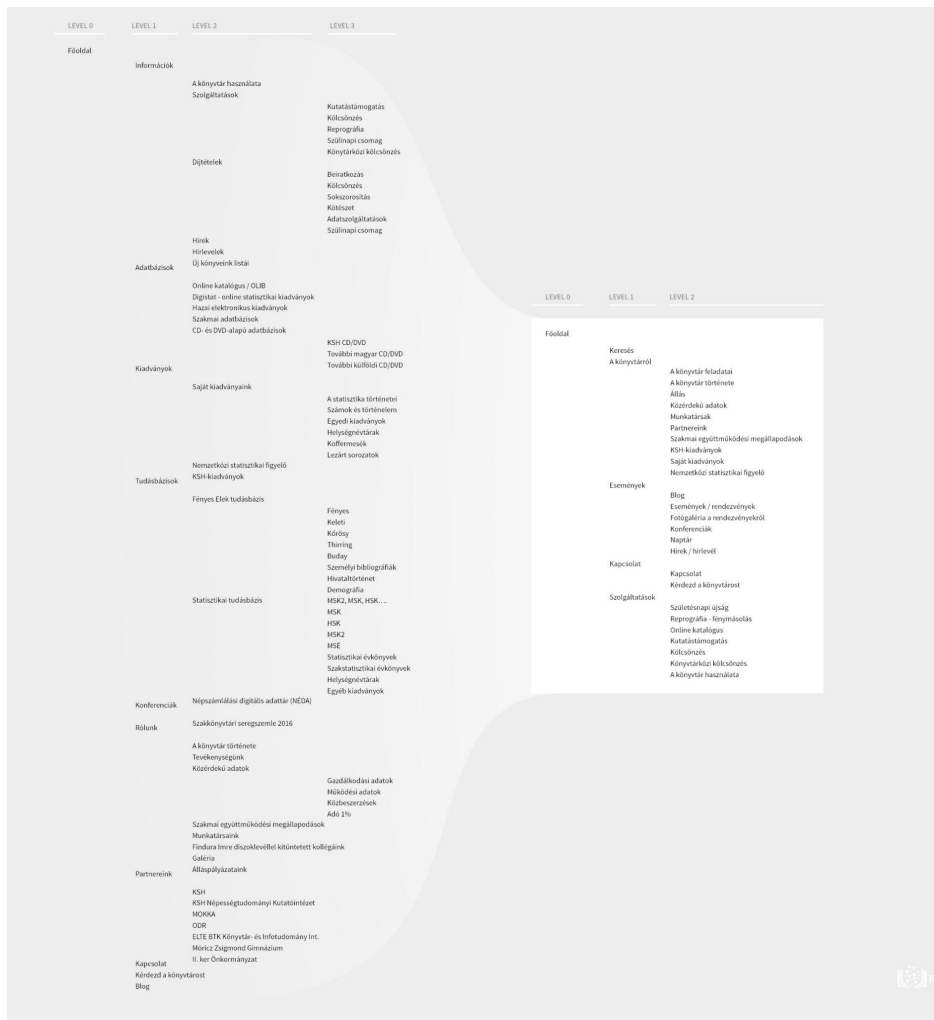 LEVEL 0 LEVEL 1 LEVEL 2 LEVEL 3
Főoldal
Információk
A könyvtár használata
Szolgáltatások
Kutatástámogatás
Kölcsönzés
Reprográfia
Szülinapi csomag
Könytárközi kölcsönzés
Díjtételek
Beiratkozás
Kölcsönzés
Sokszorosítás
Kötészet
Adatszolgáltatások
Szülinapi csomag
Hírek
Hírlevelek
Új könyveink listái
Adatbázisok
Online katalógus / OLIB
Digistat - online statisztikai kiadványok
Hazai elektronikus kiadványok
Szakmai adatbázisok
CD- és DVD-alapú adatbázisok
KSH CD/DVD
További magyar CD/DVD
További külföldi CD/DVD
Kiadványok
Saját kiadványaink
A statisztika történetei
Számok és történelem
Egyedi kiadványok
Helységnévtárak
Koffermesék
Lezárt sorozatok
Nemzetközi statisztikai figyelő
KSH-kiadványok
Tudásbázisok
Fényes Elek tudásbázis
Fényes
Keleti
Kőrösy
Thirring
Buday
Személyi bibliográfiák
Hivataltörténet
Demográfia
Statisztikai tudásbázis
MSK2, MSK, HSK....
MSK
HSK
MSK2
MSÉ
Statisztikai évkönyvek
Szakstatisztikai évkönyvek
Helységnévtárak
Egyéb kiadványok
Népszámlálási digitális adattár (NÉDA)
Konferenciák
Szakkönyvtári seregszemle 2016
Rólunk
A könyvtár története
Tevékenységünk
Közérdekű adatok
Gazdálkodási adatok
Működési adatok
Közbeszerzések
Adó 1%
Szakmai együttműködési megállapodások
Munkatársaink
Findura Imre díszoklevéllel kitüntetett kollégáink
Galéria
Álláspályázataink
Partnereink
KSH
KSH Népességtudományi Kutatóintézet
MOKKA
ODR
ELTE BTK Könyvtár- és Infotudomány Int.
Móricz Zsigmond Gimnázium
II. ker Önkormányzat
Kapcsolat
Kérdezd a könyvtárost
Blog
LEVEL 0 LEVEL 1 LEVEL 2
Főoldal
Keresés
A könyvtárról
A könyvtár feladatai
A könyvtár története
Állás
Közérdekű adatok
Munkatársak
Partnereink
Szakmai együttműködési megállapodások
KSH-kiadványok
Saját kiadványok
Nemzetközi statisztikai figyelő
Események
Blog
Események / rendezvények
Fotógaléria a rendezvényekről
Konferenciák
Naptár
Hírek / hírlevél
Kapcsolat
Kapcsolat
Kérdezd a könyvtárost
Szolgáltatások
Születésnapi újság
Reprográfia - fénymásolás
Online katalógus
Kutatástámogatás
Kölcsönzés
Könyvtárközi kölcsönzés
A könyvtár használata